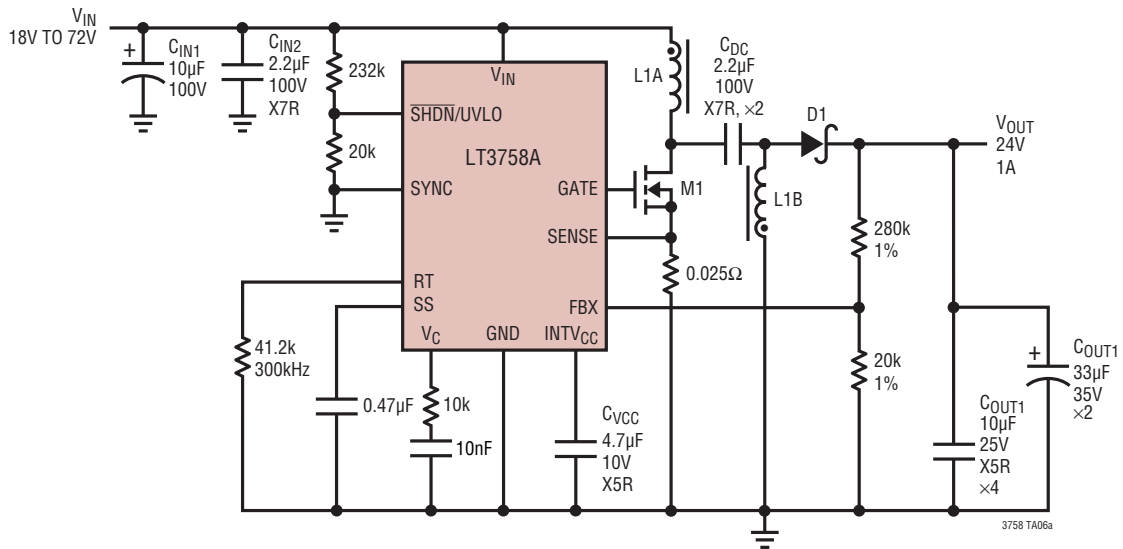 VIN
18V TO 72V
CIN1
10µF
100V
CIN2
2.2µF
100V
X7R
232k
20k
VIN
SHDN/UVLO
LT3758A
SYNC
GATE
SENSE
RT
SS
FBX
VC
GND
INTVCC
L1A
CDC
2.2µF
100V
X7R, ×2
D1
VOUT
24V
1A
M1
L1B
0.025Ω
280k
1%
20k
1%
41.2k
300kHz
0.47µF
10k
10nF
CVCC
4.7µF
10V
X5R
COUT1
10µF
25V
X5R
×4
COUT1
33µF
35V
×2
3758 TA06a